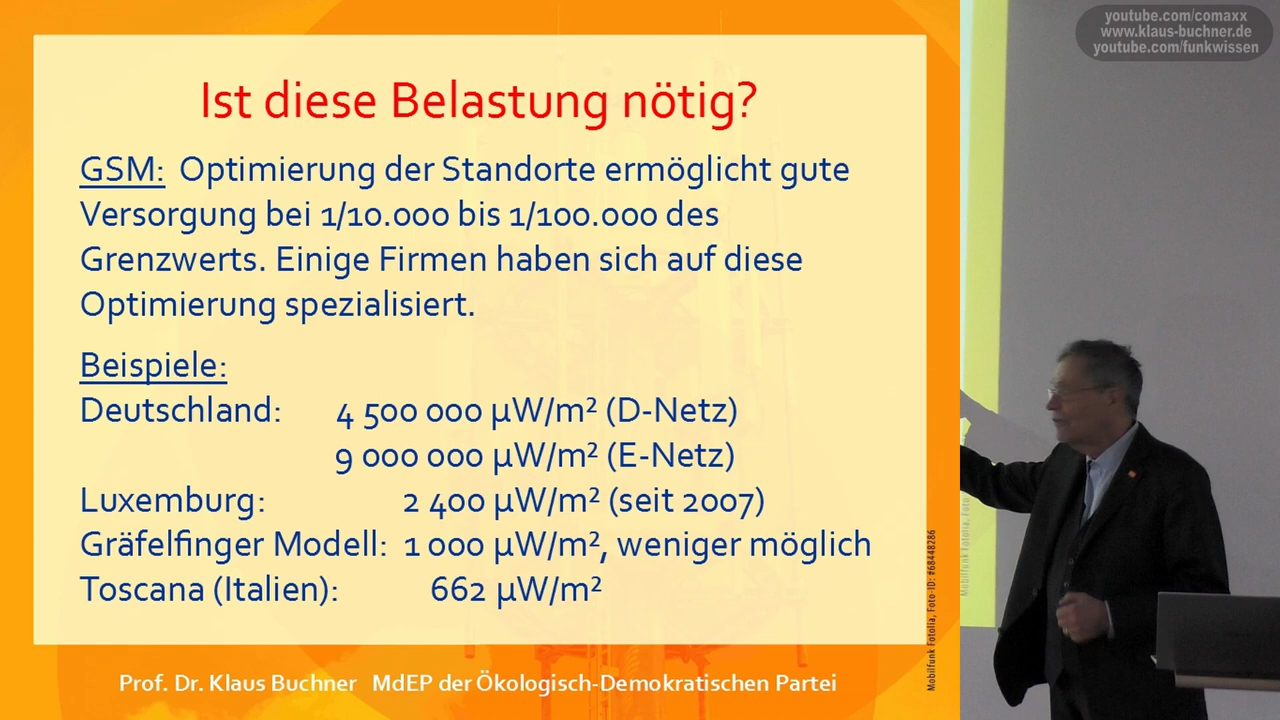 youtube.com/comaxx
www.klaus-buchner.de
youtube.com/funkwissen
Ist diese Belastung nötig?
GSM: Optimierung der Standorte ermöglicht gute
Versorgung bei 1/10.000 bis 1/100.000 des
Grenzwerts. Einige Firmen haben sich auf diese
Optimierung spezialisiert.
Beispiele:
Deutschland: 4 500 000 µW/m² (D-Netz)
9 000 000 µW/m² (E-Netz)
Luxemburg: 2 400 µW/m² (seit 2007)
Gräfelfinger Modell: 1 000 µW/m², weniger möglich
Toscana (Italien): 662 µW/m²
Mobilfunk Fotolia, Foto-ID: #68448286
Mobilfunk Fotolia, Foto
Prof. Dr. Klaus Buchner MdEP der Ökologisch-Demokratischen Partei